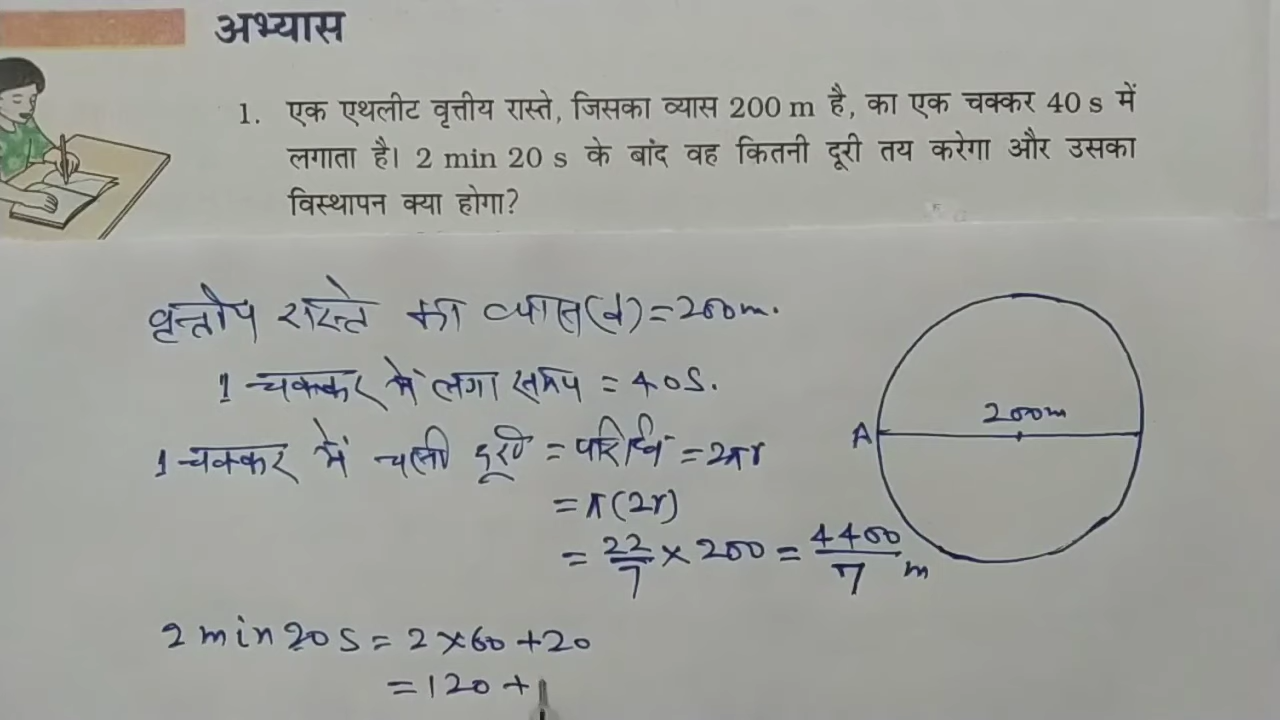 अभ्यास
1. एक एथलीट वृत्तीय रास्ते, जिसका व्यास 200 m है, का एक चक्कर 40 s में
लगाता है। 2 min 20 s के बांद वह कितनी दूरी तय करेगा और उसका
विस्थापन क्या होगा?
वृन्तीय रास्ते का व्यास(d)=200m.
1 चक्कर में लगा समय = 40S.
1 चक्कर में चली दूरी = परिधि = 2πr
= π(2r)
= 22/7 × 200 = 4400/7 m
2 min 20 S = 2×60+20
= 120 +
A
200m